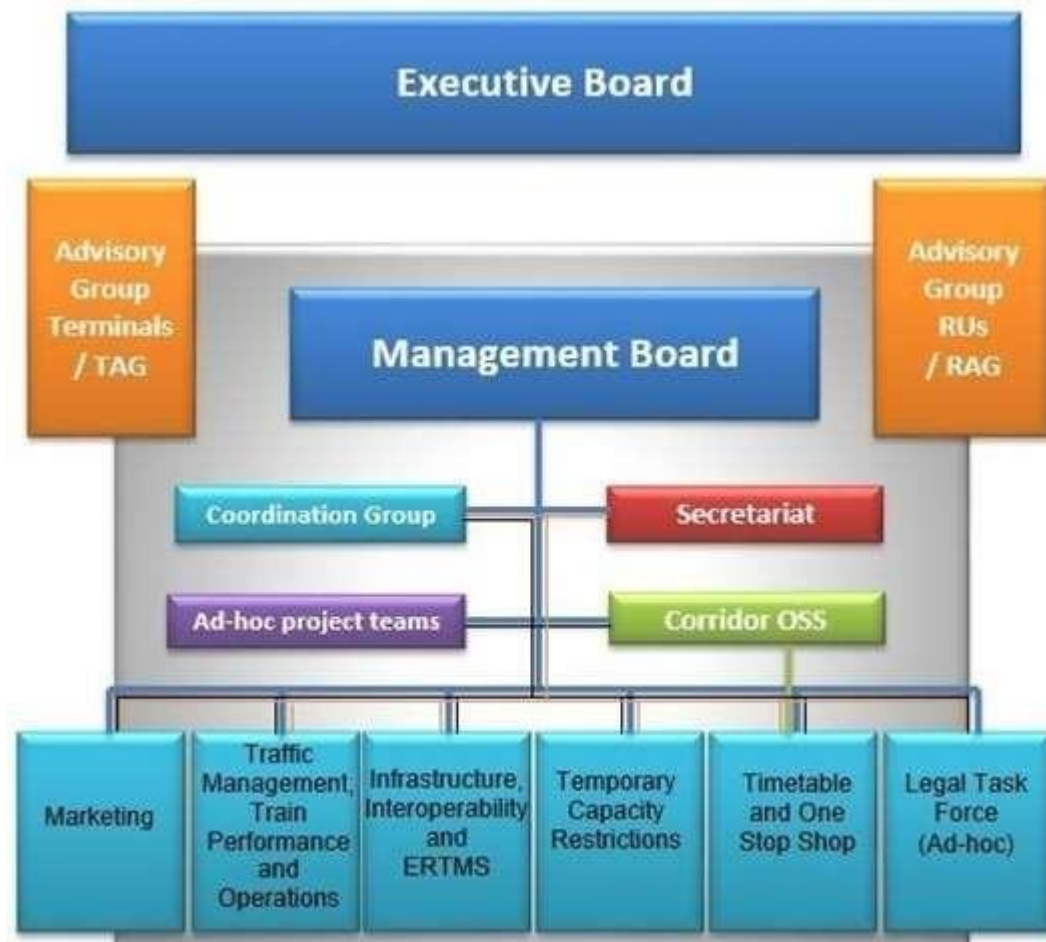 Executive Board
Advisory
Group
Terminals
/ TAG
Advisory
Group
RUs
/ RAG
Management Board
Coordination Group
Secretariat
Ad-hoc project teams
Corridor OSS
Marketing
Traffic
Management,
Train
Performance
and
Operations
Infrastructure,
Interoperability
and
ERTMS
Temporary
Capacity
Restrictions
Timetable
and One
Stop Shop
Legal Task
Force
(Ad-hoc)